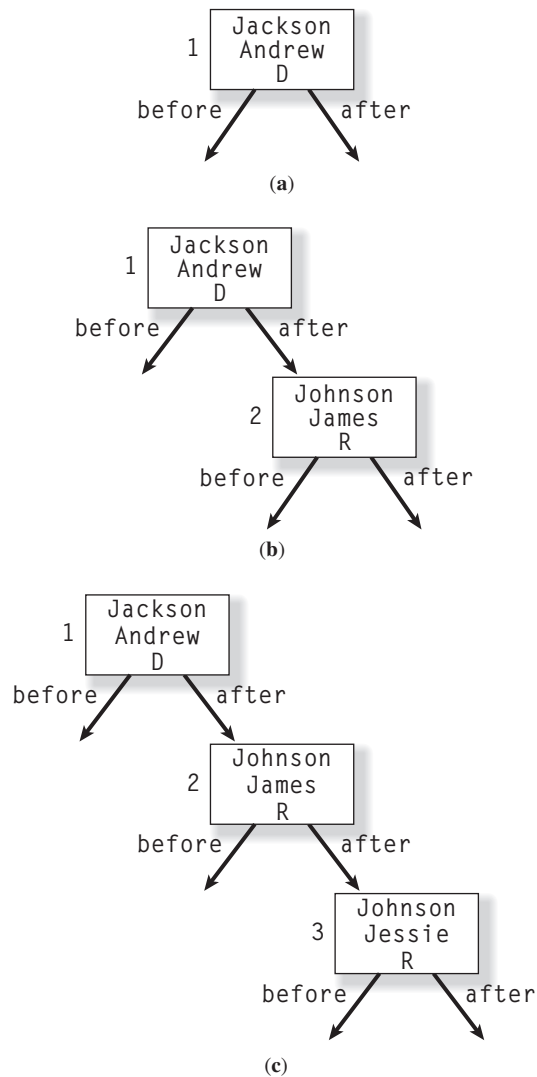 1
Jackson
Andrew
D
before after
(a)
1
Jackson
Andrew
D
before after
2
Johnson
James
R
before after
(b)
1
Jackson
Andrew
D
before after
2
Johnson
James
R
before after
3
Johnson
Jessie
R
before after
(c)